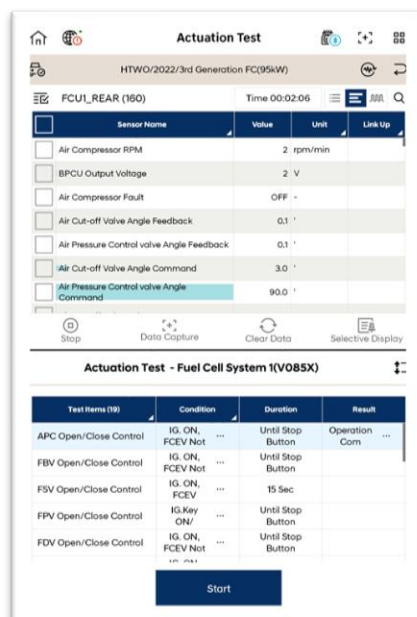 Actuation Test
HTWO/2022/3rd Generation FC(95kW)
FCU1_REAR (160) Time 00:02:06
Sensor Name Value Unit Link Up
Air Compressor RPM 2 rpm/min
BPCU Output Voltage 2 V
Air Compressor Fault OFF -
Air Cut-off Valve Angle Feedback 0.1 '
Air Pressure Control valve Angle Feedback 0.1 '
Air Cut-off Valve Angle Command 3.0 '
Air Pressure Control valve Angle
Command 90.0 '
Stop Data Capture Clear Data Selective Display
Actuation Test - Fuel Cell System 1(V085X)
Test Items (19) Condition Duration Result
APC Open/Close Control IG. ON, FCEV Not ... Until Stop Button Operation Com ...
FBV Open/Close Control IG. ON, FCEV Not ... Until Stop Button
FSV Open/Close Control IG. ON, FCEV ... 15 Sec
FPV Open/Close Control IG.Key ON/ ... Until Stop Button
FDV Open/Close Control IG. ON, FCEV Not ... Until Stop Button
Start